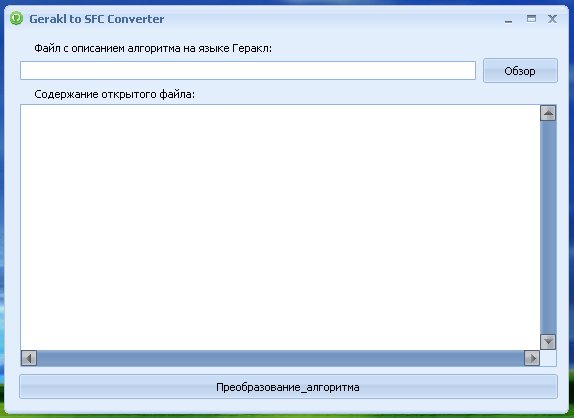 Gerakl to SFC Converter
Файл с описанием алгоритма на языке Геракл:
Обзор
Содержание открытого файла:
Преобразование_алгоритма